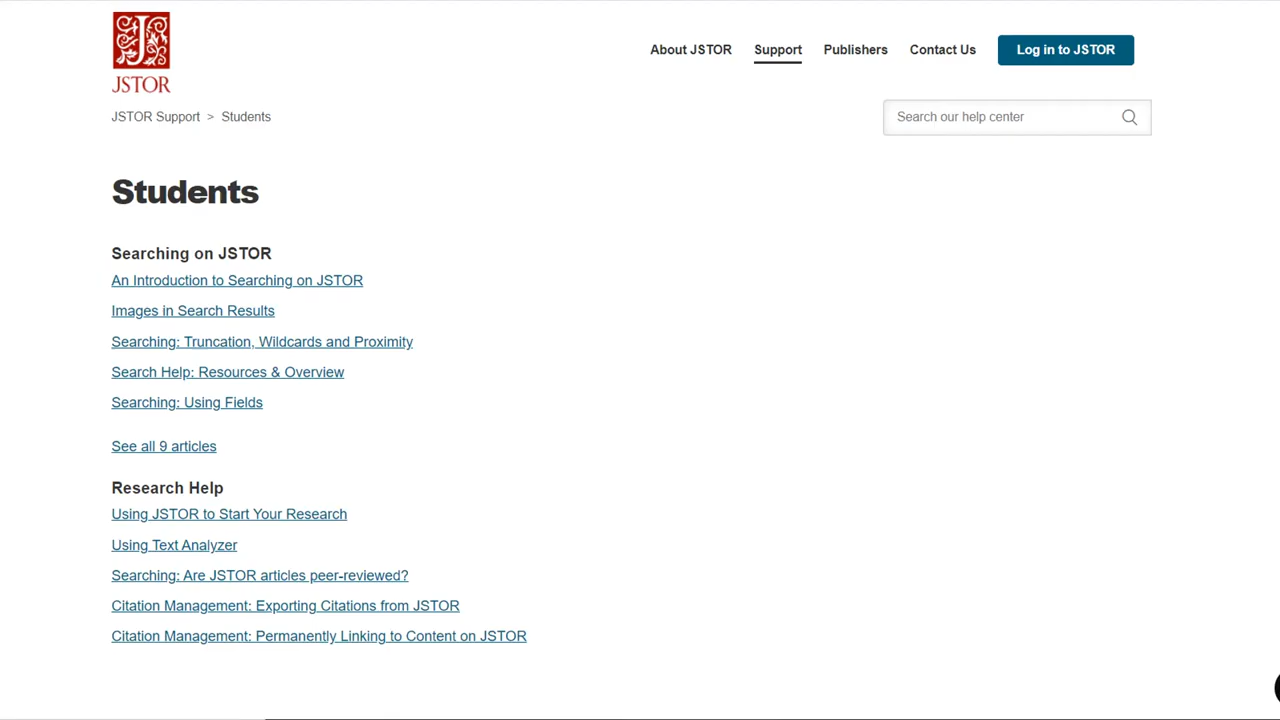 About JSTOR Support Publishers Contact Us Log in to JSTOR
JSTOR
JSTOR Support > Students
Search our help center
Students
Searching on JSTOR
An Introduction to Searching on JSTOR
Images in Search Results
Searching: Truncation, Wildcards and Proximity
Search Help: Resources & Overview
Searching: Using Fields
See all 9 articles
Research Help
Using JSTOR to Start Your Research
Using Text Analyzer
Searching: Are JSTOR articles peer-reviewed?
Citation Management: Exporting Citations from JSTOR
Citation Management: Permanently Linking to Content on JSTOR